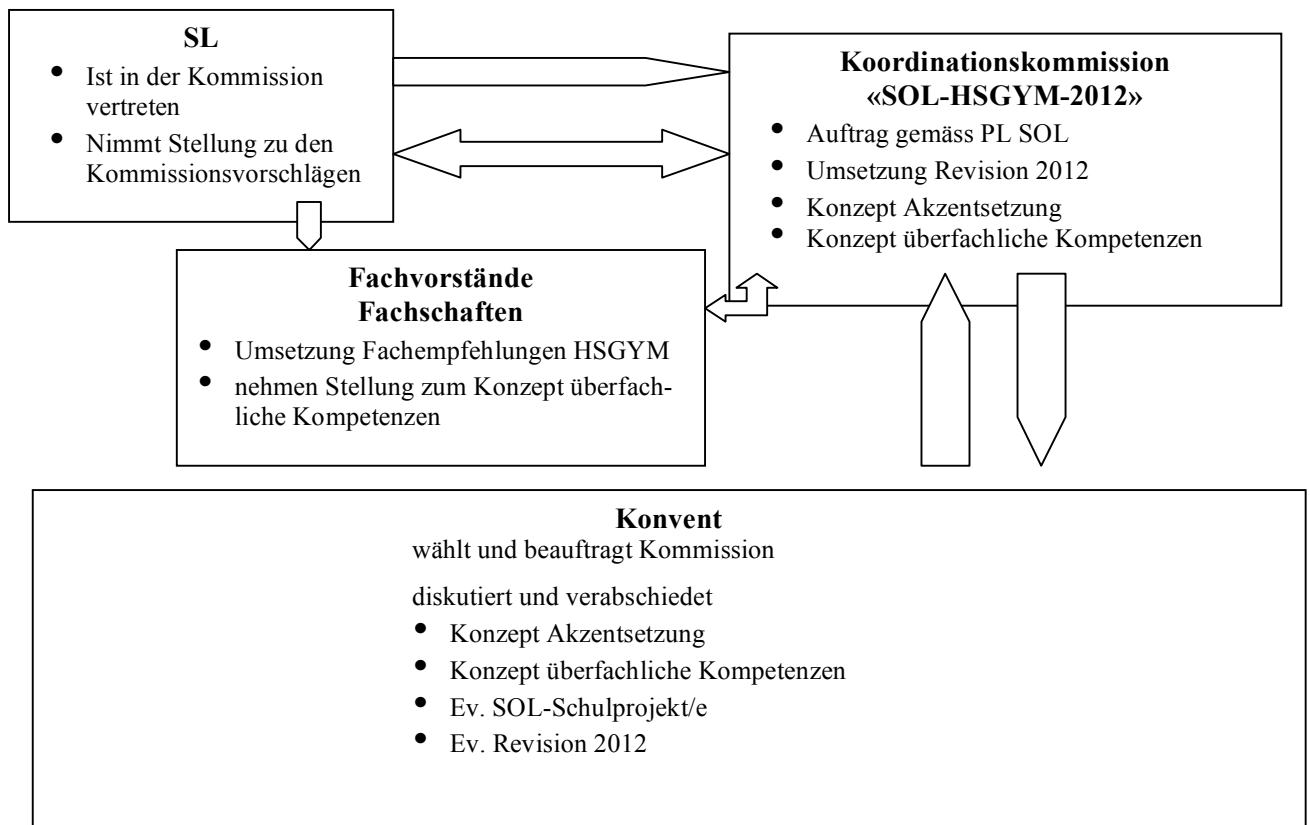 SL
• Ist in der Kommission
vertreten
• Nimmt Stellung zu den
Kommissionsvorschlägen
Koordinationskommission
«SOL-HSGYM-2012»
• Auftrag gemäss PL SOL
• Umsetzung Revision 2012
• Konzept Akzentsetzung
• Konzept überfachliche Kompetenzen
Fachvorstände
Fachschaften
• Umsetzung Fachempfehlungen HSGYM
• nehmen Stellung zum Konzept überfach-
liche Kompetenzen
Konvent
wählt und beauftragt Kommission
diskutiert und verabschiedet
• Konzept Akzentsetzung
• Konzept überfachliche Kompetenzen
• Ev. SOL-Schulprojekt/e
• Ev. Revision 2012